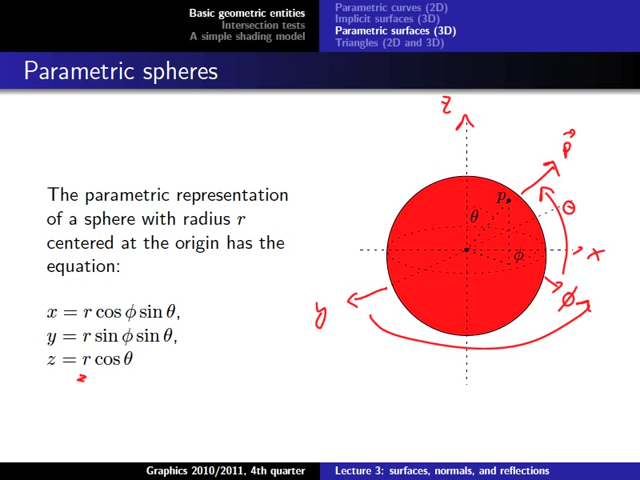 Basic geometric entities
Intersection tests
A simple shading model
Parametric curves (2D)
Implicit surfaces (3D)
Parametric surfaces (3D)
Triangles (2D and 3D)
Parametric spheres
The parametric representation
of a sphere with radius r
centered at the origin has the
equation:
x = r cos ϕ sin θ,
y = r sin ϕ sin θ,
z = r cos θ
z
p
p
θ
θ
x
ϕ
ϕ
y
Graphics 2010/2011, 4th quarter
Lecture 3: surfaces, normals, and reflections